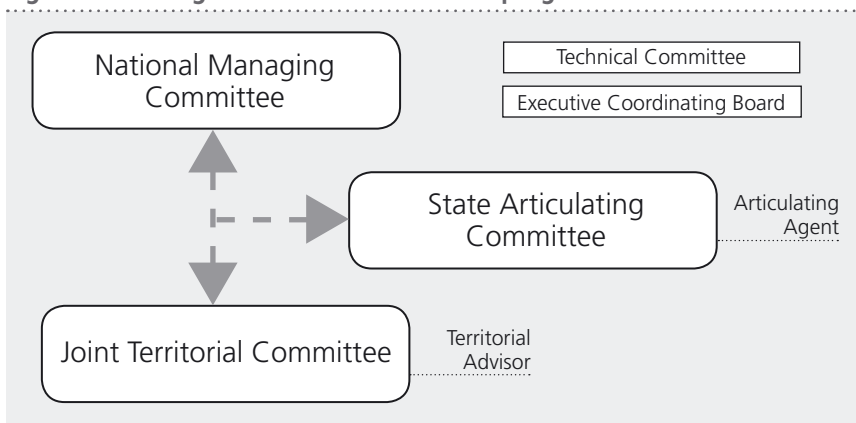 National Managing
Committee
Technical Committee
Executive Coordinating Board
State Articulating
Committee
Articulating
Agent
Joint Territorial Committee
Territorial
Advisor